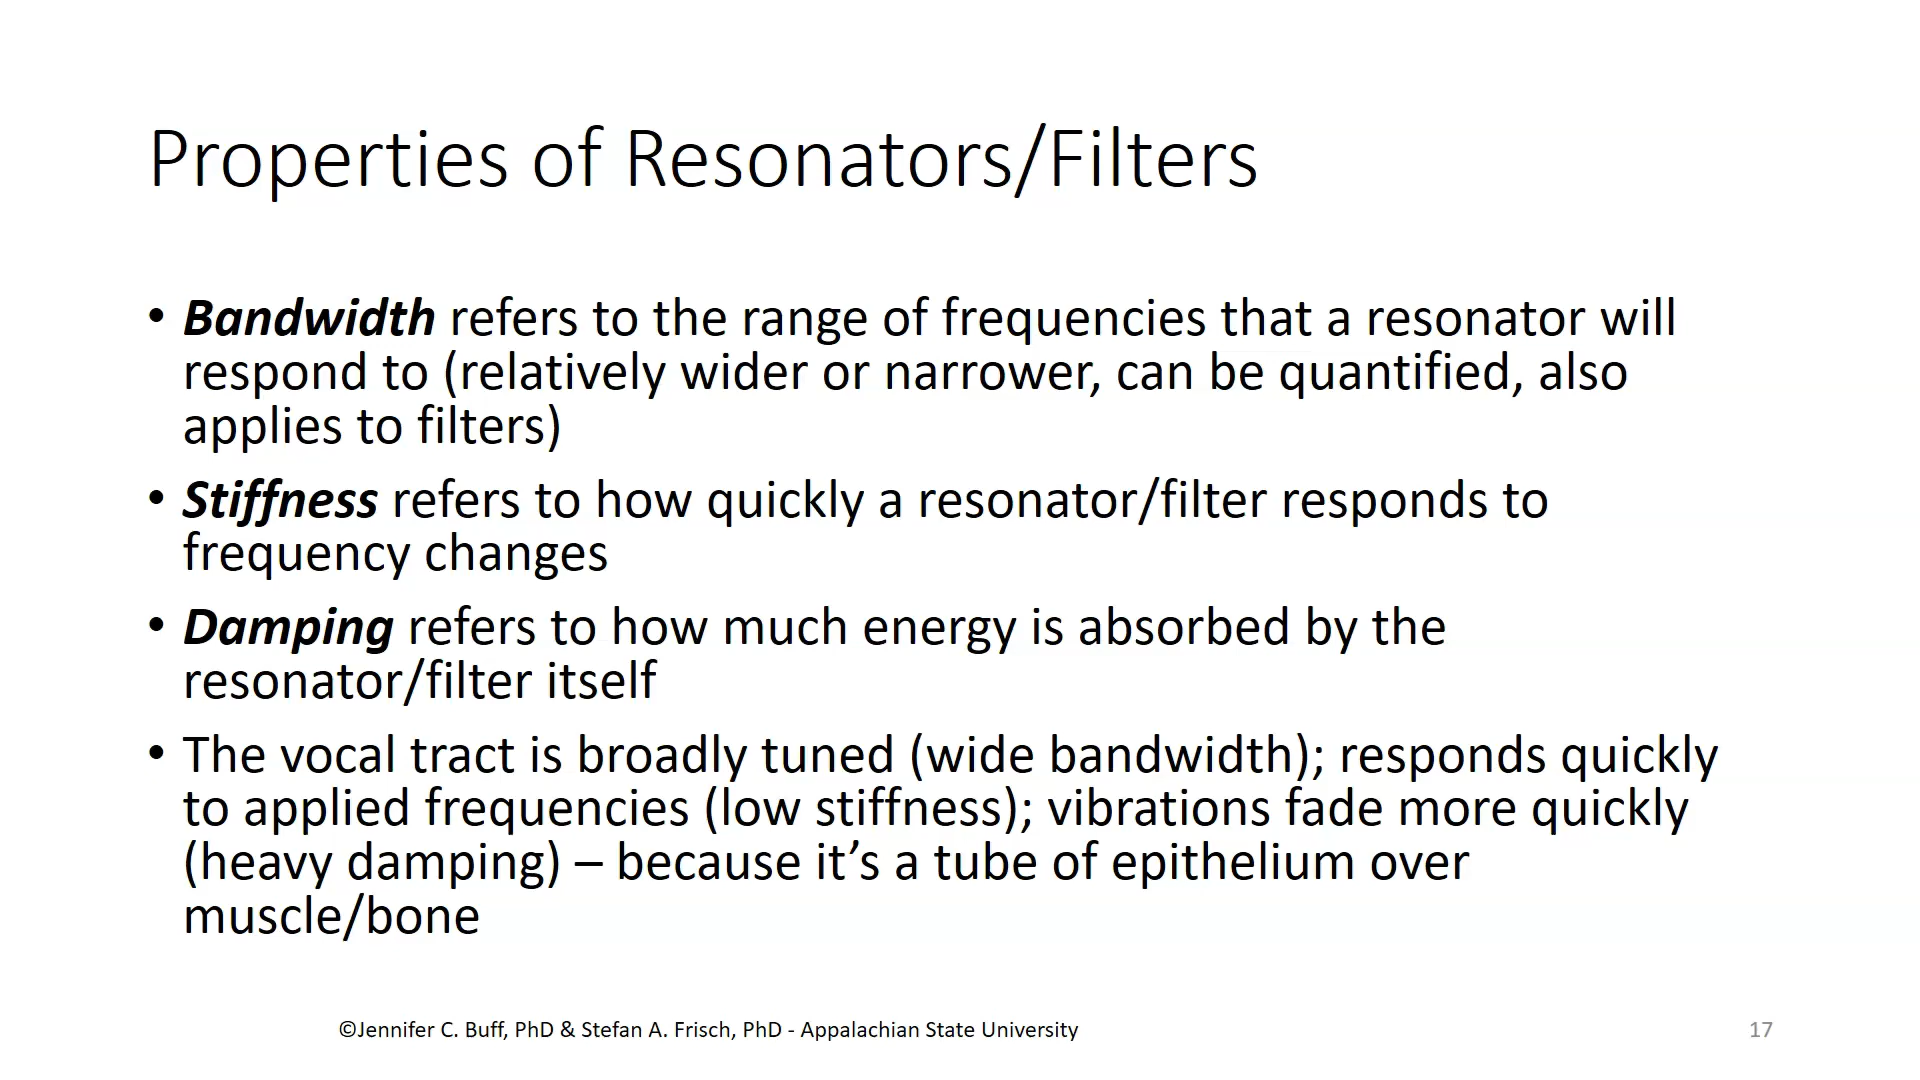 Properties of Resonators/Filters
• Bandwidth refers to the range of frequencies that a resonator will
respond to (relatively wider or narrower, can be quantified, also
applies to filters)
• Stiffness refers to how quickly a resonator/filter responds to
frequency changes
• Damping refers to how much energy is absorbed by the
resonator/filter itself
• The vocal tract is broadly tuned (wide bandwidth); responds quickly
to applied frequencies (low stiffness); vibrations fade more quickly
(heavy damping) – because it’s a tube of epithelium over
muscle/bone
©Jennifer C. Buff, PhD & Stefan A. Frisch, PhD - Appalachian State University
17